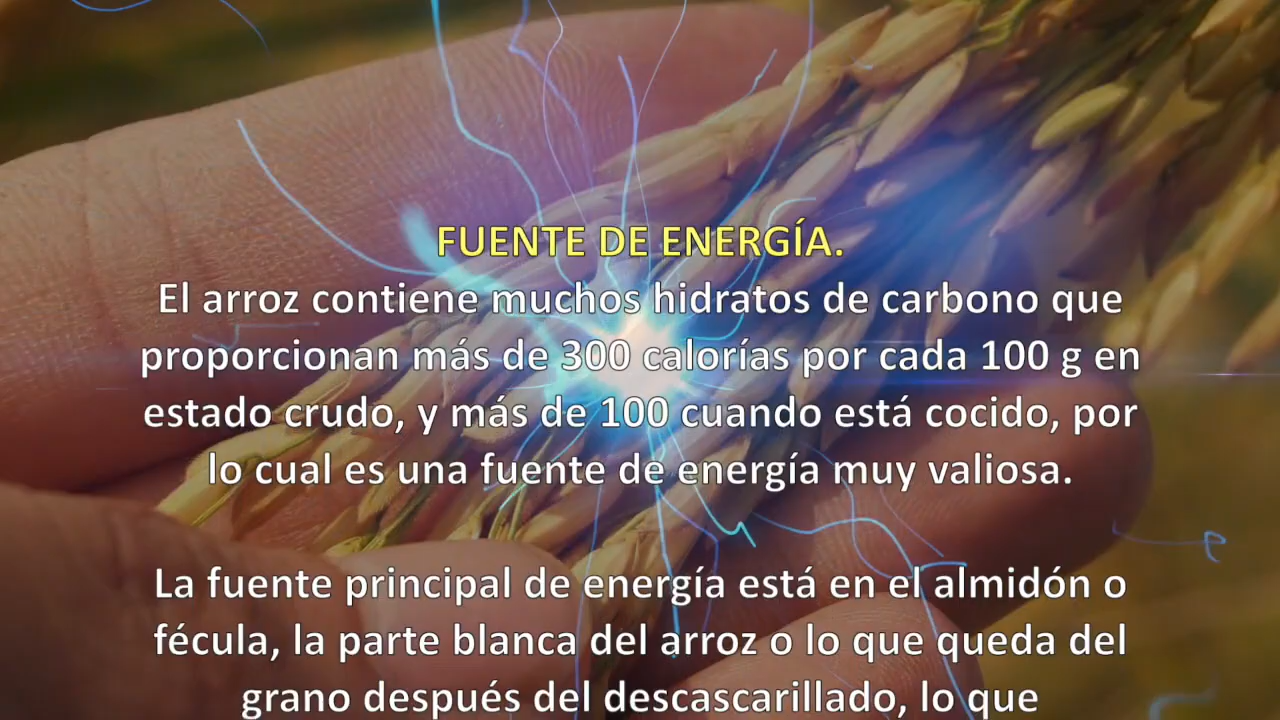 FUENTE DE ENERGÍA.
El arroz contiene muchos hidratos de carbono que
proporcionan más de 300 calorías por cada 100 g en
estado crudo, y más de 100 cuando está cocido, por
lo cual es una fuente de energía muy valiosa.
La fuente principal de energía está en el almidón o
fécula, la parte blanca del arroz o lo que queda del
grano después del descascarillado, lo que